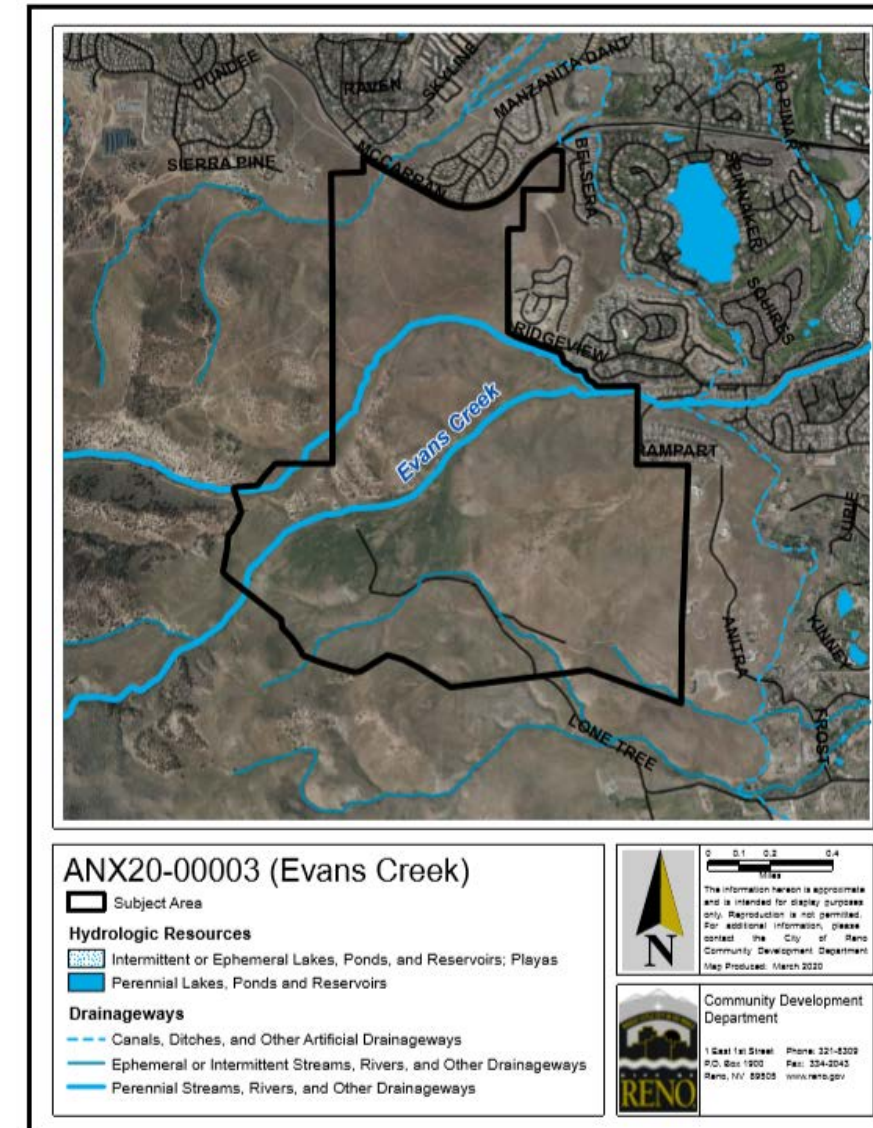 DUNDEE
RAVEN
SKYLINE
MANZANITA
DANT
RIO PINAR
SIERRA PINE
MCCARRAN
BELSERA
SPINNAKER
SQUIRES
RIDGEVIEW
Evans Creek
RAMPART
LURIE
ANITRA
KINNEY
FROST
LONE TREE
ANX20-00003 (Evans Creek)
Subject Area
Hydrologic Resources
Intermittent or Ephemeral Lakes, Ponds, and Reservoirs; Playas
Perennial Lakes, Ponds and Reservoirs
Drainageways
Canals, Ditches, and Other Artificial Drainageways
Ephemeral or Intermittent Streams, Rivers, and Other Drainageways
Perennial Streams, Rivers, and Other Drainageways
N
0 0.1 0.2 0.4
Miles
The information hereon is approximate
and is intended for display purposes
only. Reproduction is not permitted.
For additional information, please
contact the City of Reno
Community Development Department
Map Produced: March 2020
RENO
Community Development
Department
1 East 1st Street Phone: 321-8309
P.O. Box 1900 Fax: 334-2043
Reno, NV 89505 www.reno.gov